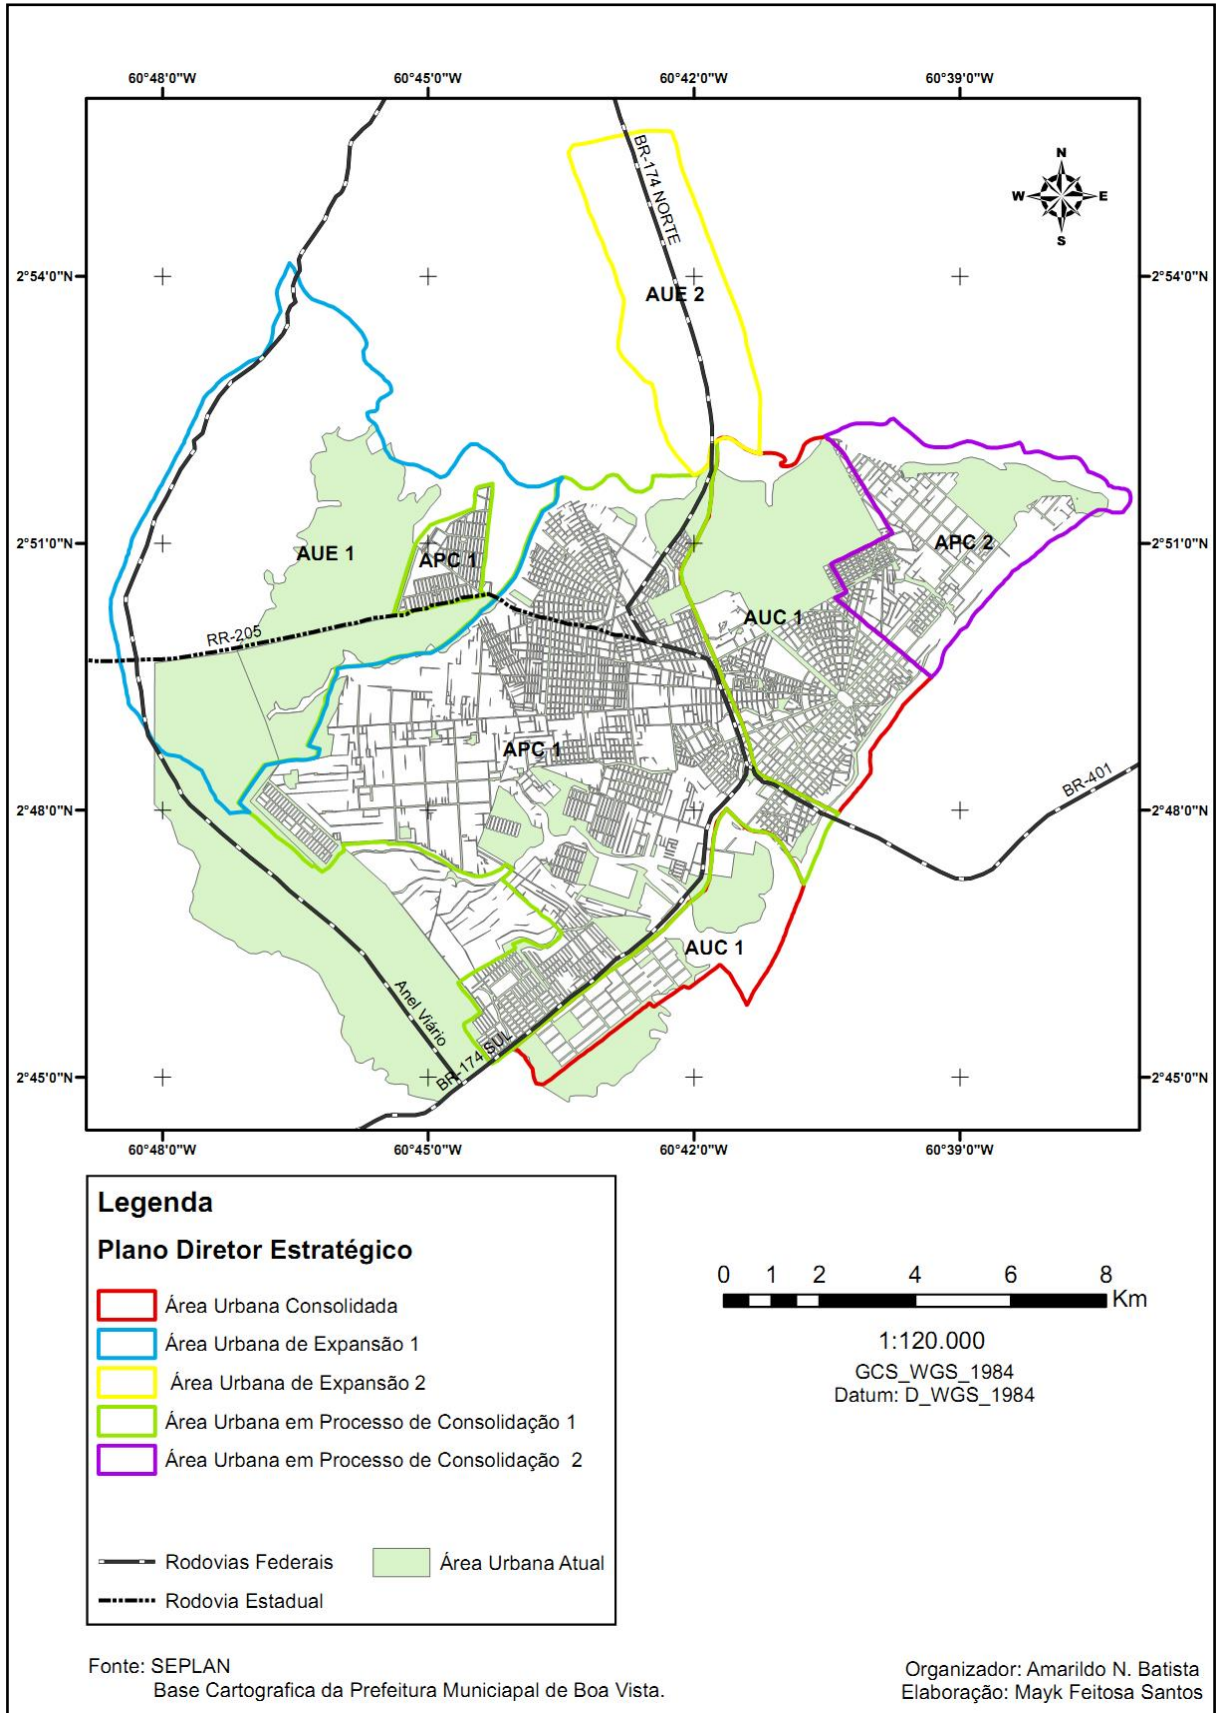 60°48'0"W
60°45'0"W
60°42'0"W
60°39'0"W
N
W
E
S
BR-174 NORTE
2°54'0"N
2°54'0"N
AUE 2
2°51'0"N
2°51'0"N
AUE 1
APC 1
APC 2
AUC 1
RR-205
APC 1
BR-401
2°48'0"N
2°48'0"N
AUC 1
Anel Viário
BR-174 SUL
2°45'0"N
2°45'0"N
60°48'0"W
60°45'0"W
60°42'0"W
60°39'0"W
Legenda
Plano Diretor Estratégico
Área Urbana Consolidada
Área Urbana de Expansão 1
Área Urbana de Expansão 2
Área Urbana em Processo de Consolidação 1
Área Urbana em Processo de Consolidação 2
Rodovias Federais
Área Urbana Atual
Rodovia Estadual
0 1 2 4 6 8
Km
1:120.000
GCS_WGS_1984
Datum: D_WGS_1984
Fonte: SEPLAN
Base Cartografica da Prefeitura Municiapal de Boa Vista.
Organizador: Amarildo N. Batista
Elaboração: Mayk Feitosa Santos